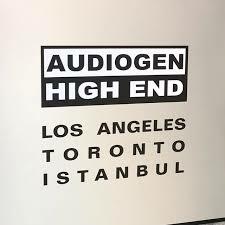 AUDIOGEN
HIGH END
LOS ANGELES
TORONTO
ISTANBUL